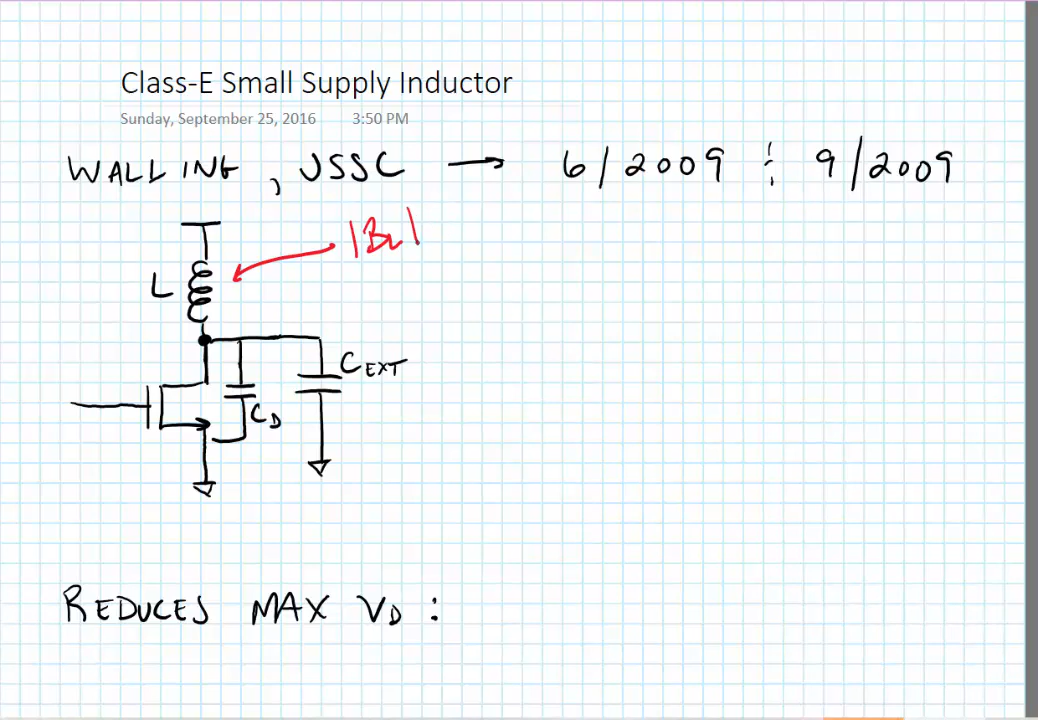 Class-E Small Supply Inductor
Sunday, September 25, 2016 3:50 PM
WALLING, JSSC → 6/2009 ; 9/2009
|BL|
L
CEXT
CD
REDUCES MAX VD :